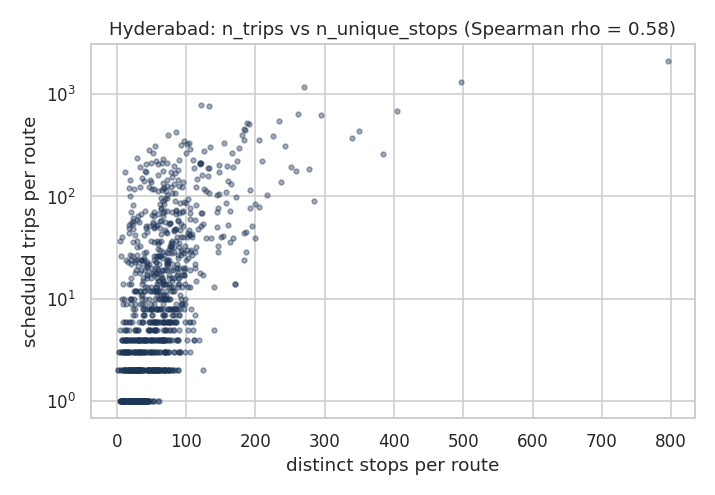 Hyderabad: n_trips vs n_unique_stops (Spearman rho = 0.58)
scheduled trips per route
10³
10²
10¹
10⁰
0 100 200 300 400 500 600 700 800
distinct stops per route